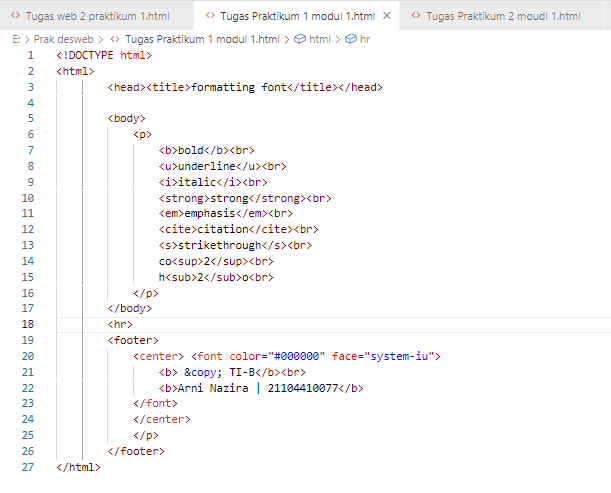 Tugas web 2 praktikum 1.html
Tugas Praktikum 1 modul 1.html
Tugas Praktikum 2 moudl 1.html
E: > Prak desweb > Tugas Praktikum 1 modul 1.html > html > hr
1 <!DOCTYPE html>
2 <html>
3 <head><title>formatting font</title></head>
4
5 <body>
6 <p>
7 <b>bold</b><br>
8 <u>underline</u><br>
9 <i>italic</i><br>
10 <strong>strong</strong><br>
11 <em>emphasis</em><br>
12 <cite>citation</cite><br>
13 <s>strikethrough</s><br>
14 co<sup>2</sup><br>
15 h<sub>2</sub>o<br>
16 </p>
17 </body>
18 <hr>
19 <footer>
20 <center> <font color="#000000" face="system-iu">
21 <b> &copy; TI-B</b><br>
22 <b>Arni Nazira | 21104410077</b>
23 </font>
24 </center>
25 </p>
26 </footer>
27 </html>